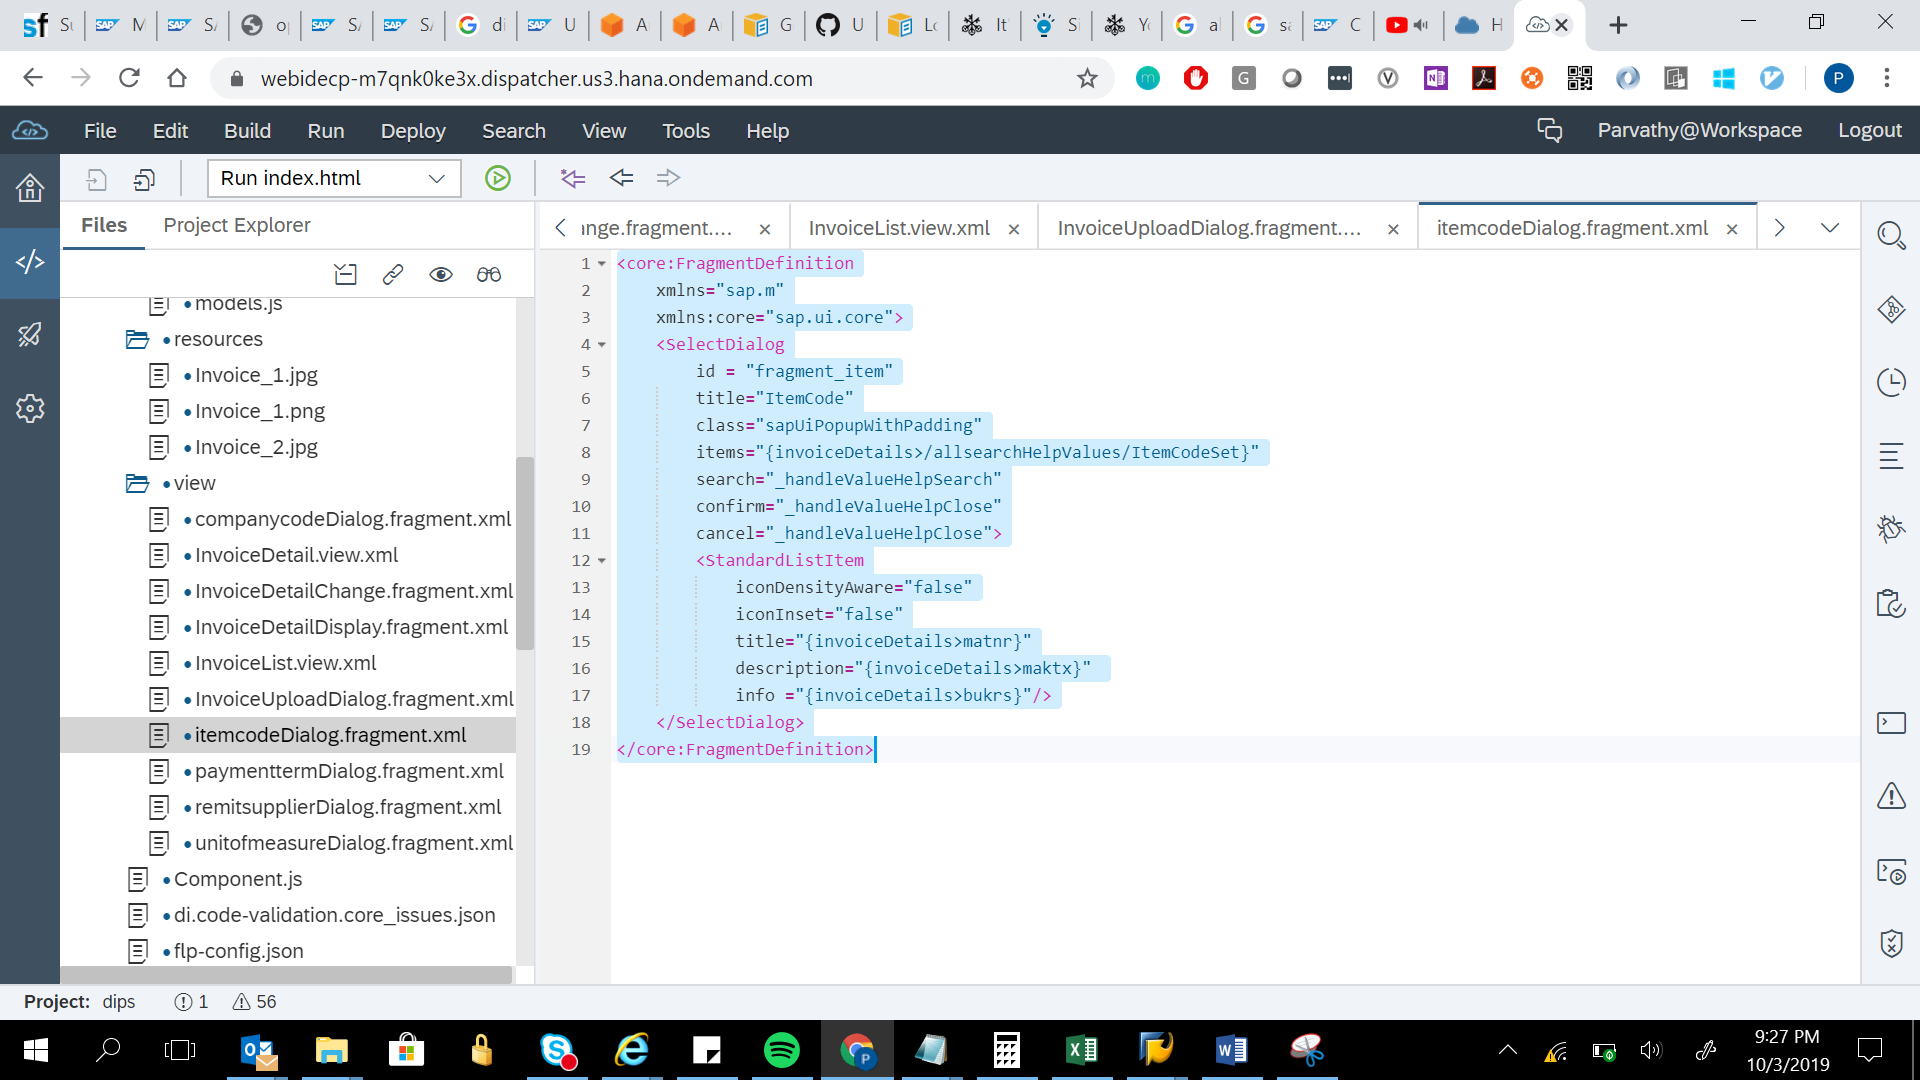 webidecp-m7qnk0ke3x.dispatcher.us3.hana.ondemand.com
File Edit Build Run Deploy Search View Tools Help
Parvathy@Workspace Logout
Run index.html
Files Project Explorer
ange.fragment.... InvoiceList.view.xml InvoiceUploadDialog.fragment.... itemcodeDialog.fragment.xml
models.js
resources
Invoice_1.jpg
Invoice_1.png
Invoice_2.jpg
view
companycodeDialog.fragment.xml
InvoiceDetail.view.xml
InvoiceDetailChange.fragment.xml
InvoiceDetailDisplay.fragment.xml
InvoiceList.view.xml
InvoiceUploadDialog.fragment.xml
itemcodeDialog.fragment.xml
paymenttermDialog.fragment.xml
remitsupplierDialog.fragment.xml
unitofmeasureDialog.fragment.xml
Component.js
di.code-validation.core_issues.json
flp-config.json
1 <core:FragmentDefinition
2 xmlns="sap.m"
3 xmlns:core="sap.ui.core">
4 <SelectDialog
5 id = "fragment_item"
6 title="ItemCode"
7 class="sapUiPopupWithPadding"
8 items="{invoiceDetails>/allsearchHelpValues/ItemCodeSet}"
9 search="_handleValueHelpSearch"
10 confirm="_handleValueHelpClose"
11 cancel="_handleValueHelpClose">
12 <StandardListItem
13 iconDensityAware="false"
14 iconInset="false"
15 title="{invoiceDetails>matnr}"
16 description="{invoiceDetails>maktx}"
17 info ="{invoiceDetails>bukrs}"/>
18 </SelectDialog>
19 </core:FragmentDefinition>
Project: dips 1 56
9:27 PM
10/3/2019